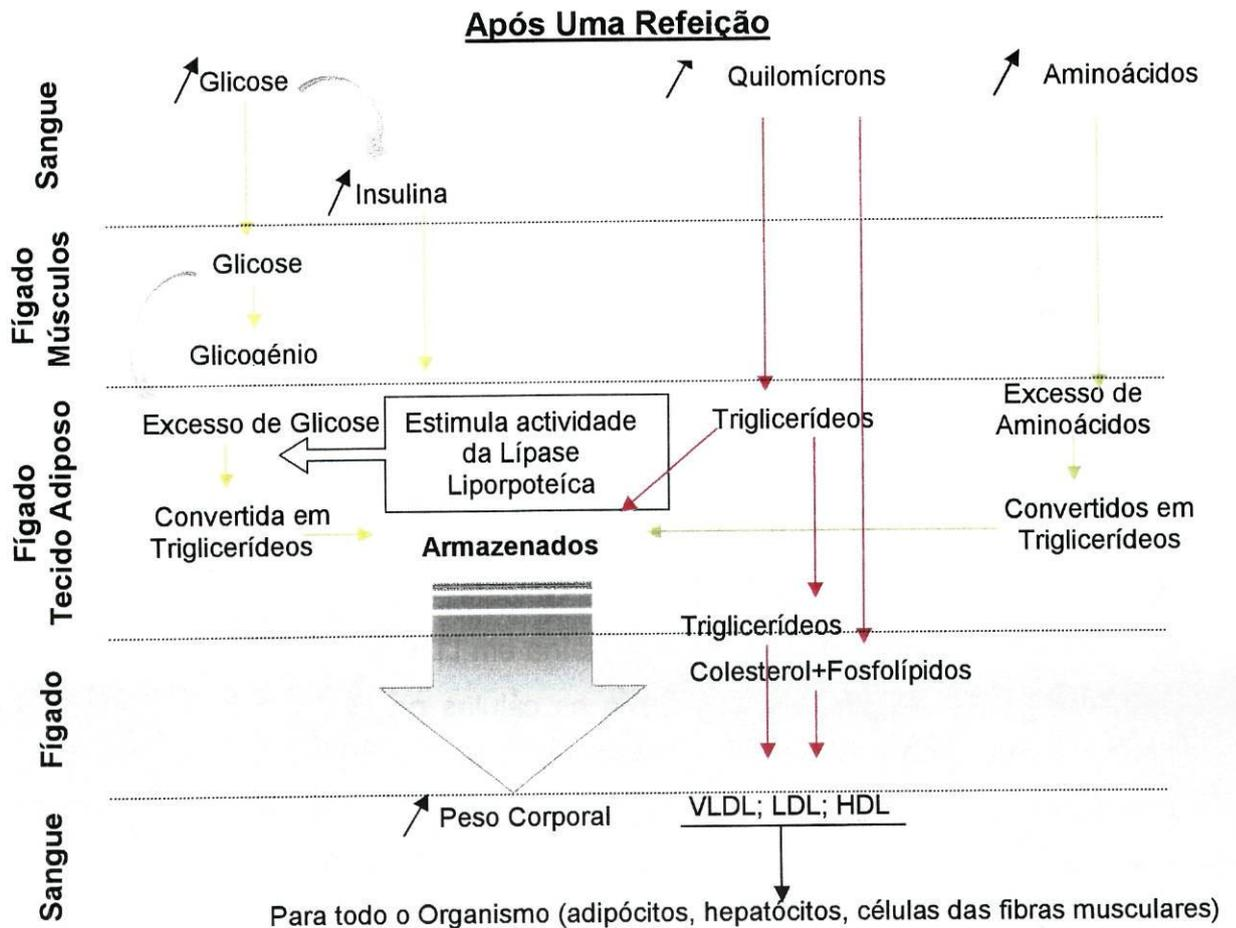 Após Uma Refeição
Sangue
Glicose
Quilomícrons
Aminoácidos
Insulina
Fígado
Músculos
Glicose
Glicogénio
Fígado
Tecido Adiposo
Excesso de Glicose
Estimula actividade
da Lípase
Liporpoteíca
Triglicerídeos
Excesso de
Aminoácidos
Convertida em
Triglicerídeos
Armazenados
Convertidos em
Triglicerídeos
Triglicerídeos
Fígado
Colesterol+Fosfolípidos
Sangue
Peso Corporal
VLDL; LDL; HDL
Para todo o Organismo (adipócitos, hepatócitos, células das fibras musculares)